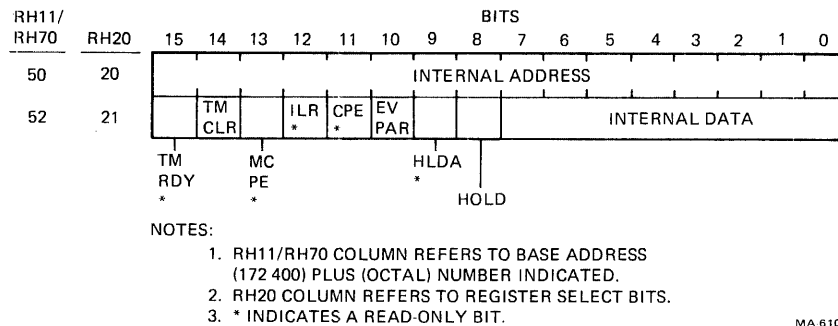 RH11/ BITS
RH70 RH20 15 14 13 12 11 10 9 8 7 6 5 4 3 2 1 0
50 20 INTERNAL ADDRESS
52 21 TM CLR ILR * CPE * EV PAR INTERNAL DATA
TM RDY * MC PE * HLDA *
HOLD
NOTES:
1. RH11/RH70 COLUMN REFERS TO BASE ADDRESS
(172 400) PLUS (OCTAL) NUMBER INDICATED.
2. RH20 COLUMN REFERS TO REGISTER SELECT BITS.
3. * INDICATES A READ-ONLY BIT.